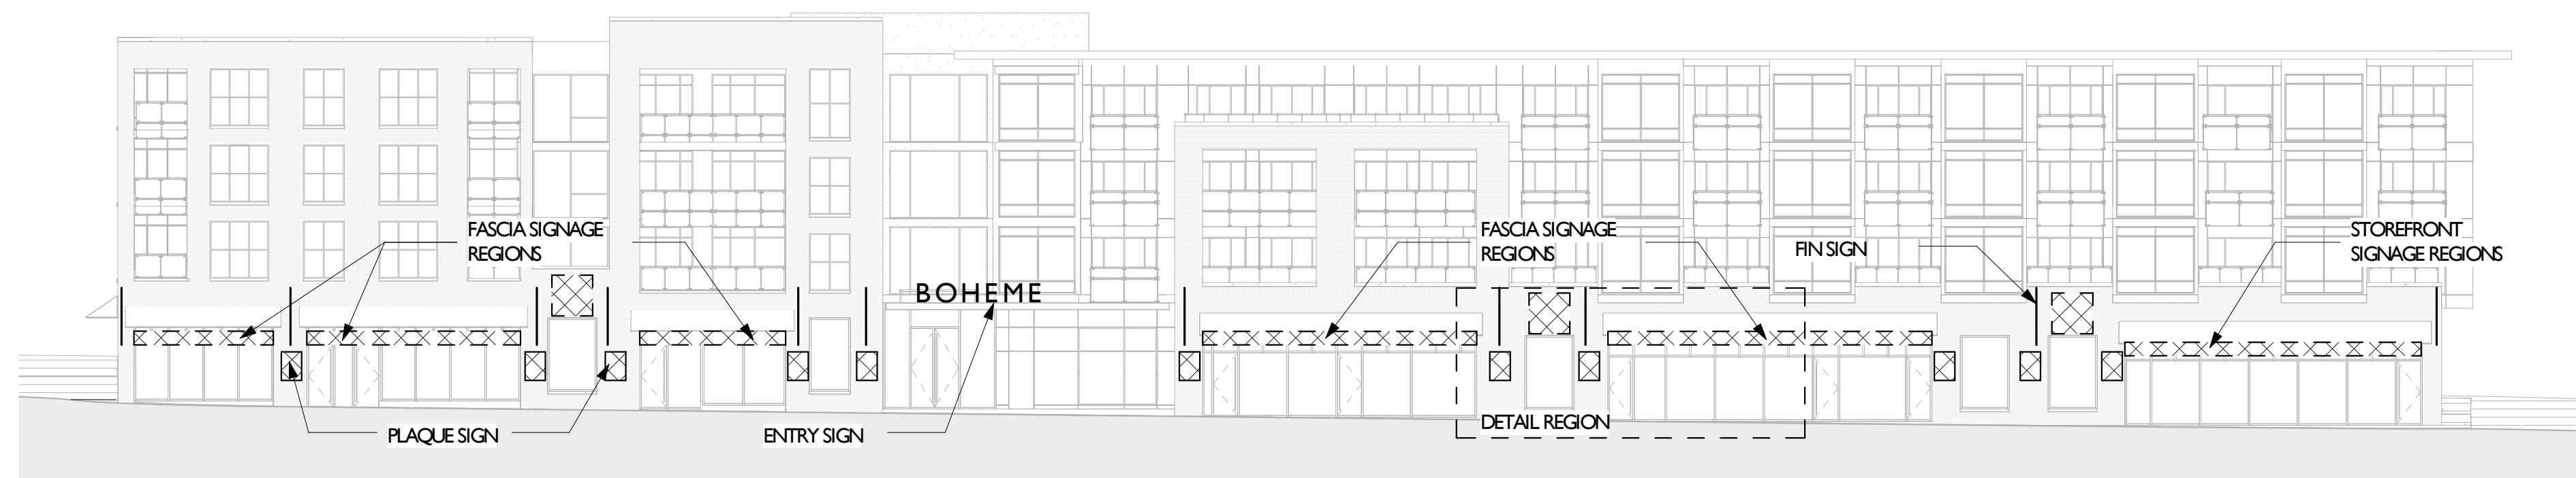 FASCIA SIGNAGE
REGIONS
FASCIA SIGNAGE
REGIONS
FIN SIGN
STOREFRONT
SIGNAGE REGIONS
BOHEME
PLAQUE SIGN
ENTRY SIGN
DETAIL REGION